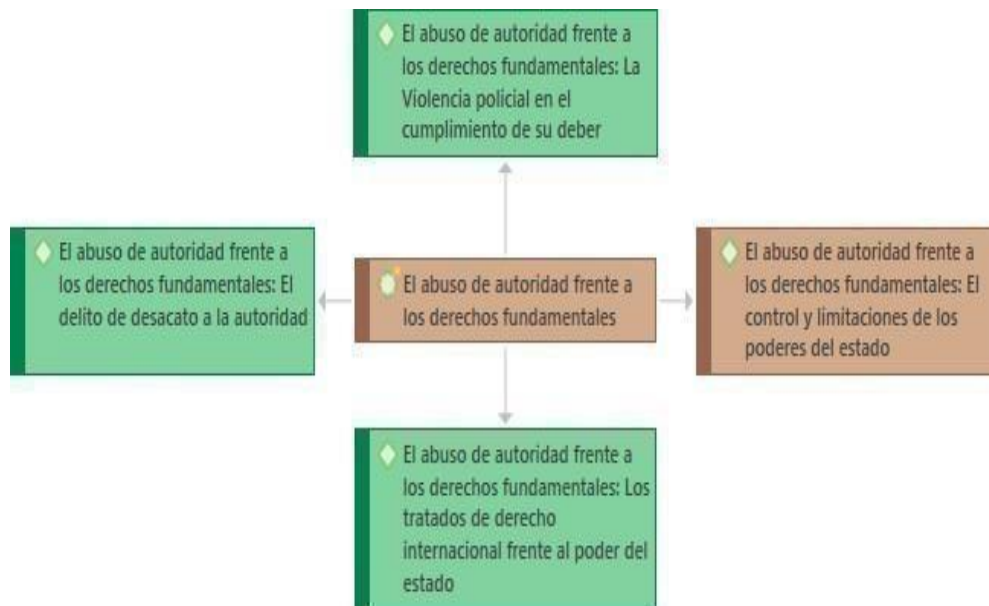 El abuso de autoridad frente a
los derechos fundamentales: La
Violencia policial en el
cumplimiento de su deber
El abuso de autoridad frente a
los derechos fundamentales: El
delito de desacato a la autoridad
El abuso de autoridad frente a
los derechos fundamentales
El abuso de autoridad frente a
los derechos fundamentales: El
control y limitaciones de los
poderes del estado
El abuso de autoridad frente a
los derechos fundamentales: Los
tratados de derecho
internacional frente al poder del
estado